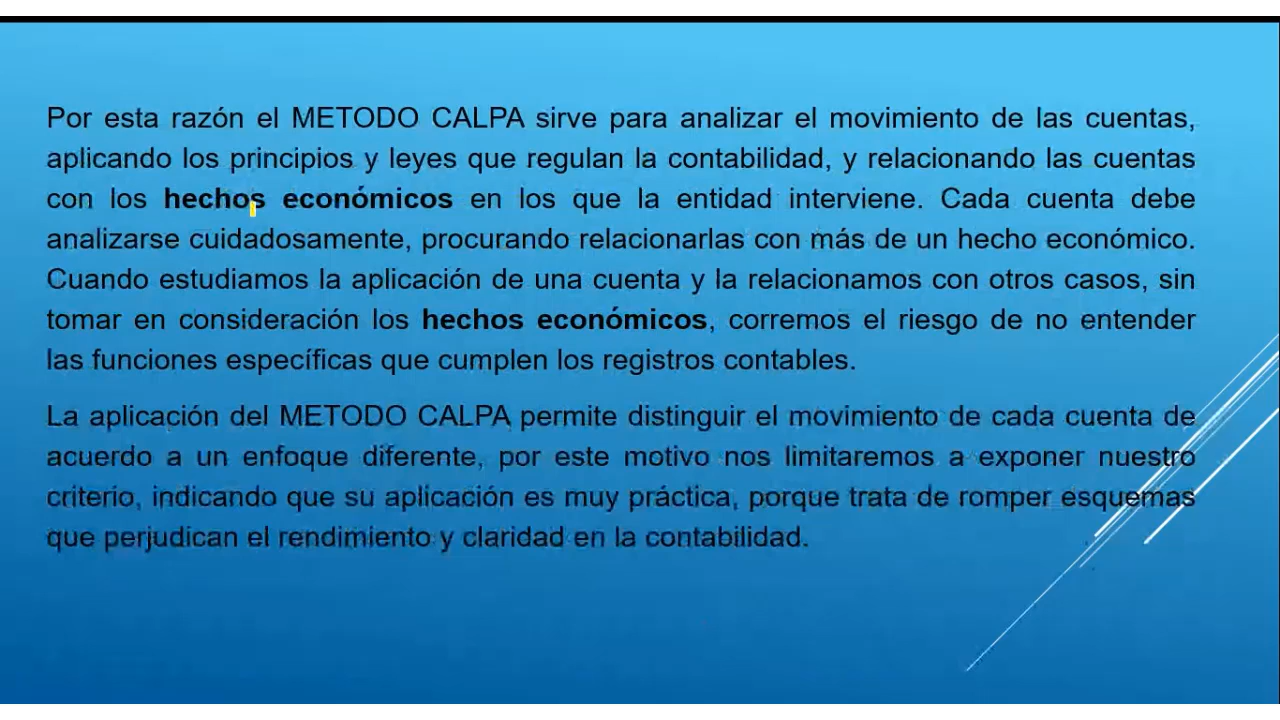 Por esta razón el METODO CALPA sirve para analizar el movimiento de las cuentas,
aplicando los principios y leyes que regulan la contabilidad, y relacionando las cuentas
con los hechos económicos en los que la entidad interviene. Cada cuenta debe
analizarse cuidadosamente, procurando relacionarlas con más de un hecho económico.
Cuando estudiamos la aplicación de una cuenta y la relacionamos con otros casos, sin
tomar en consideración los hechos económicos, corremos el riesgo de no entender
las funciones específicas que cumplen los registros contables.
La aplicación del METODO CALPA permite distinguir el movimiento de cada cuenta de
acuerdo a un enfoque diferente, por este motivo nos limitaremos a exponer nuestro
criterio, indicando que su aplicación es muy práctica, porque trata de romper esquemas
que perjudican el rendimiento y claridad en la contabilidad.